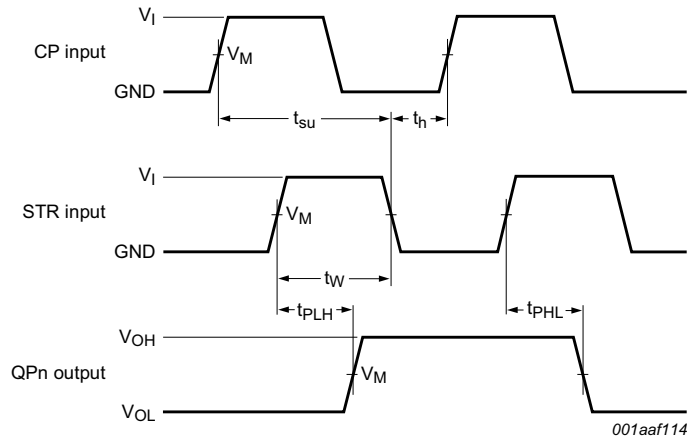 V_I
CP input
V_M
GND
t_su
t_h
V_I
STR input
V_M
GND
t_W
t_PLH
t_PHL
V_OH
QPn output
V_M
V_OL
001aaf114